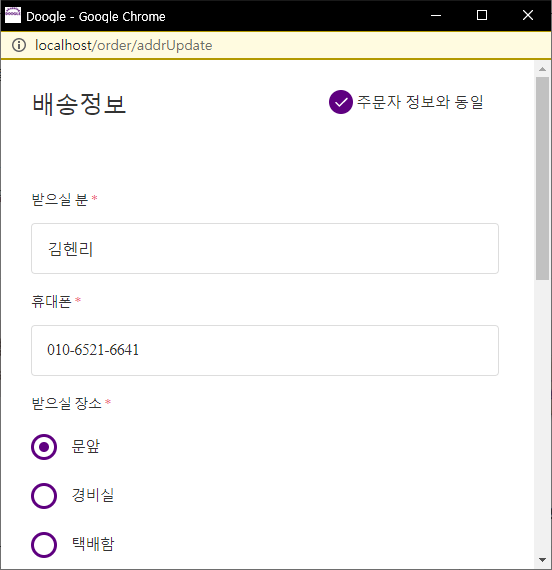 Doogle - Google Chrome
localhost/order/addrUpdate
배송정보
주문자 정보와 동일
받으실 분 *
김헨리
휴대폰 *
010-6521-6641
받으실 장소 *
문앞
경비실
택배함